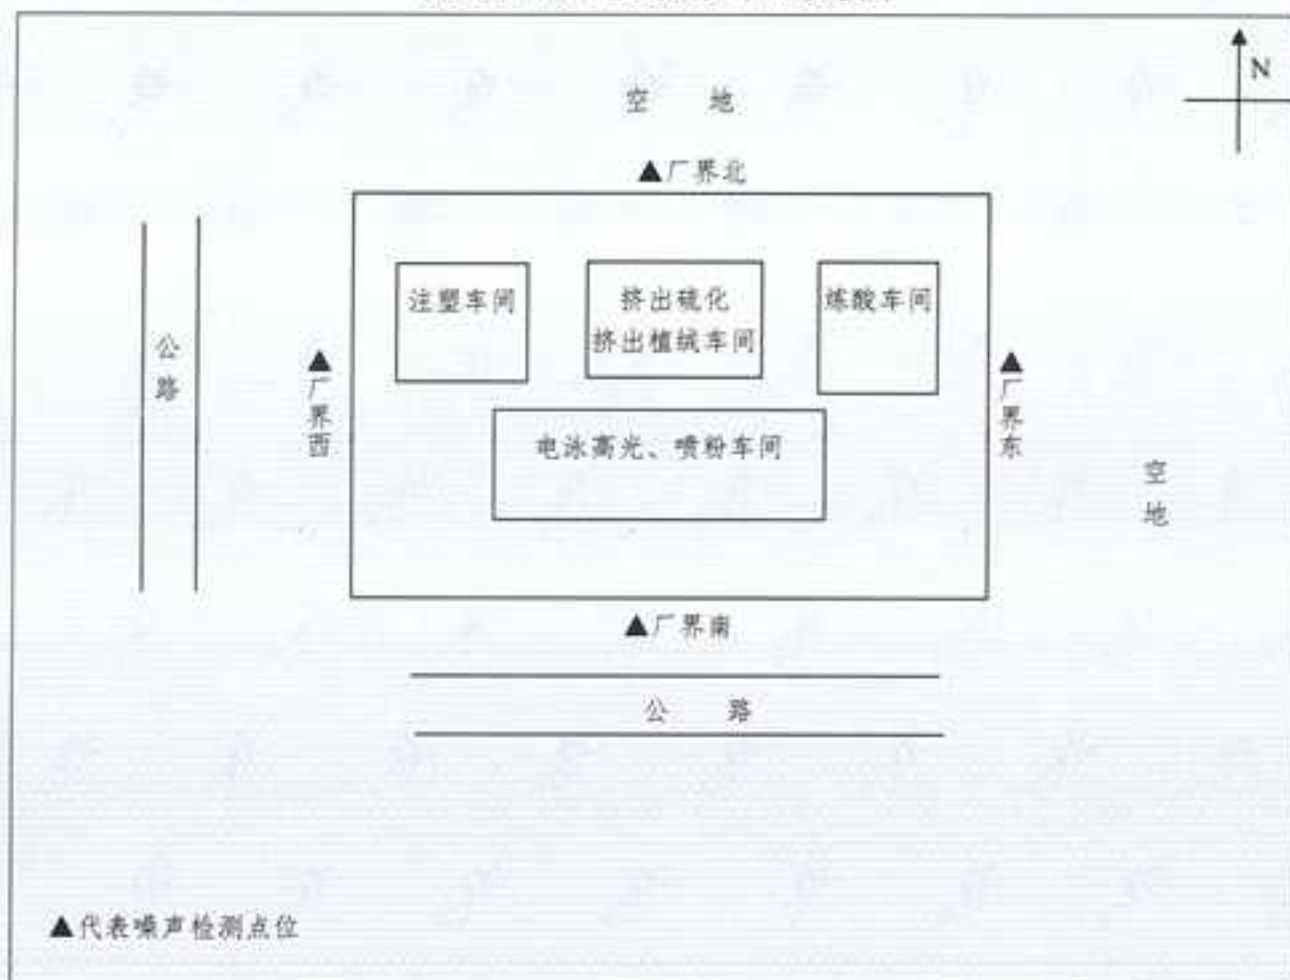 N
空 地
▲厂界北
注塑车间
挤出硫化
挤出植绒车间
炼酸车间
公路
▲厂界西
▲厂界东
电泳高光、喷粉车间
空地
▲厂界南
公 路
▲代表噪声检测点位